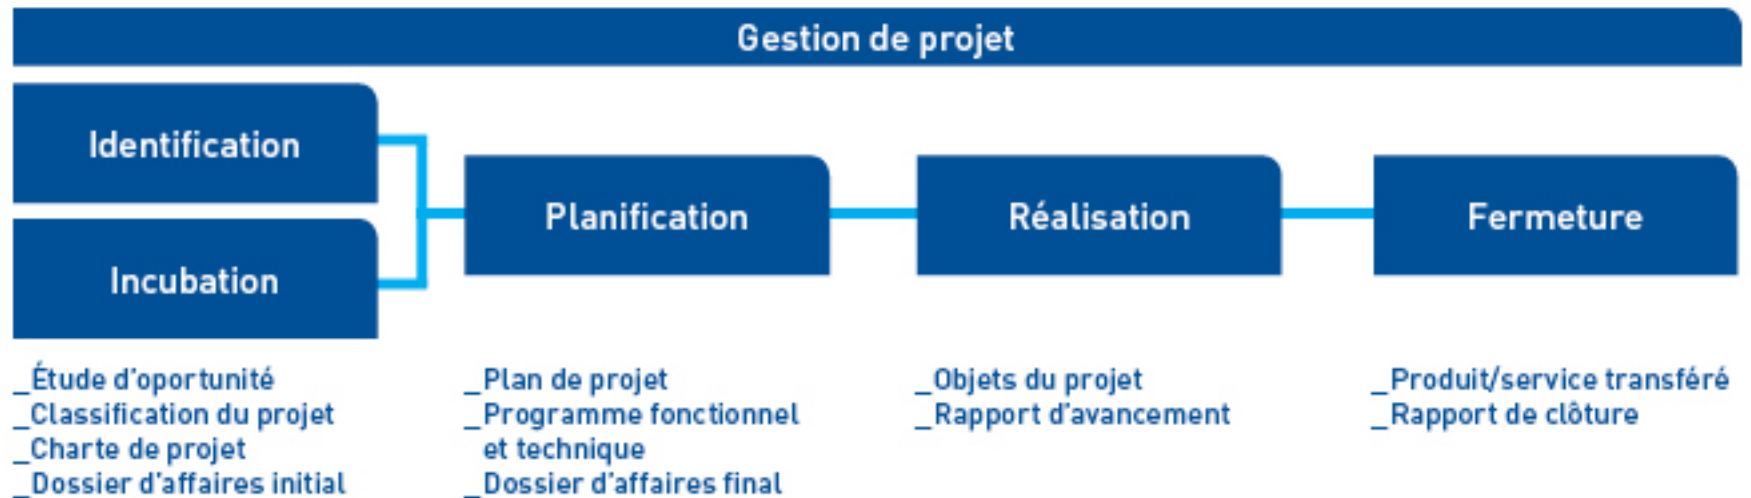 Gestion de projet
Identification
Incubation
Planification
Réalisation
Fermeture
_Étude d'oportunité
_Classification du projet
_Charte de projet
_Dossier d'affaires initial
_Plan de projet
_Programme fonctionnel
et technique
_Dossier d'affaires final
_Objets du projet
_Rapport d'avancement
_Produit/service transféré
_Rapport de clôture